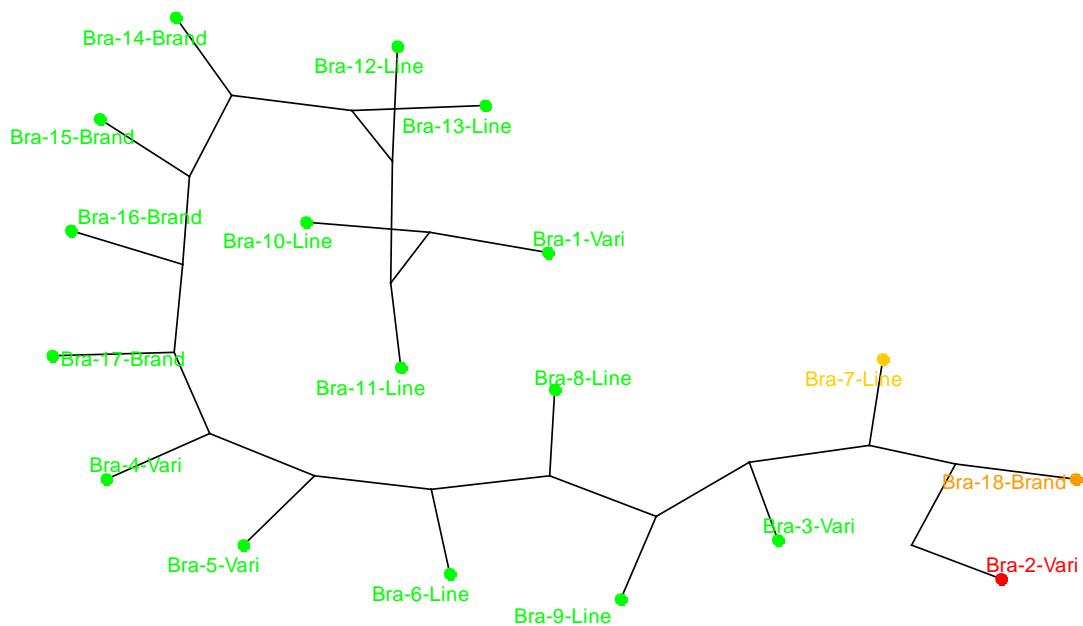 Bra-14-Brand
Bra-12-Line
Bra-13-Line
Bra-15-Brand
Bra-16-Brand
Bra-10-Line
Bra-1-Vari
Bra-17-Brand
Bra-11-Line
Bra-8-Line
Bra-7-Line
Bra-4-Vari
Bra-18-Brand
Bra-3-Vari
Bra-5-Vari
Bra-2-Vari
Bra-6-Line
Bra-9-Line